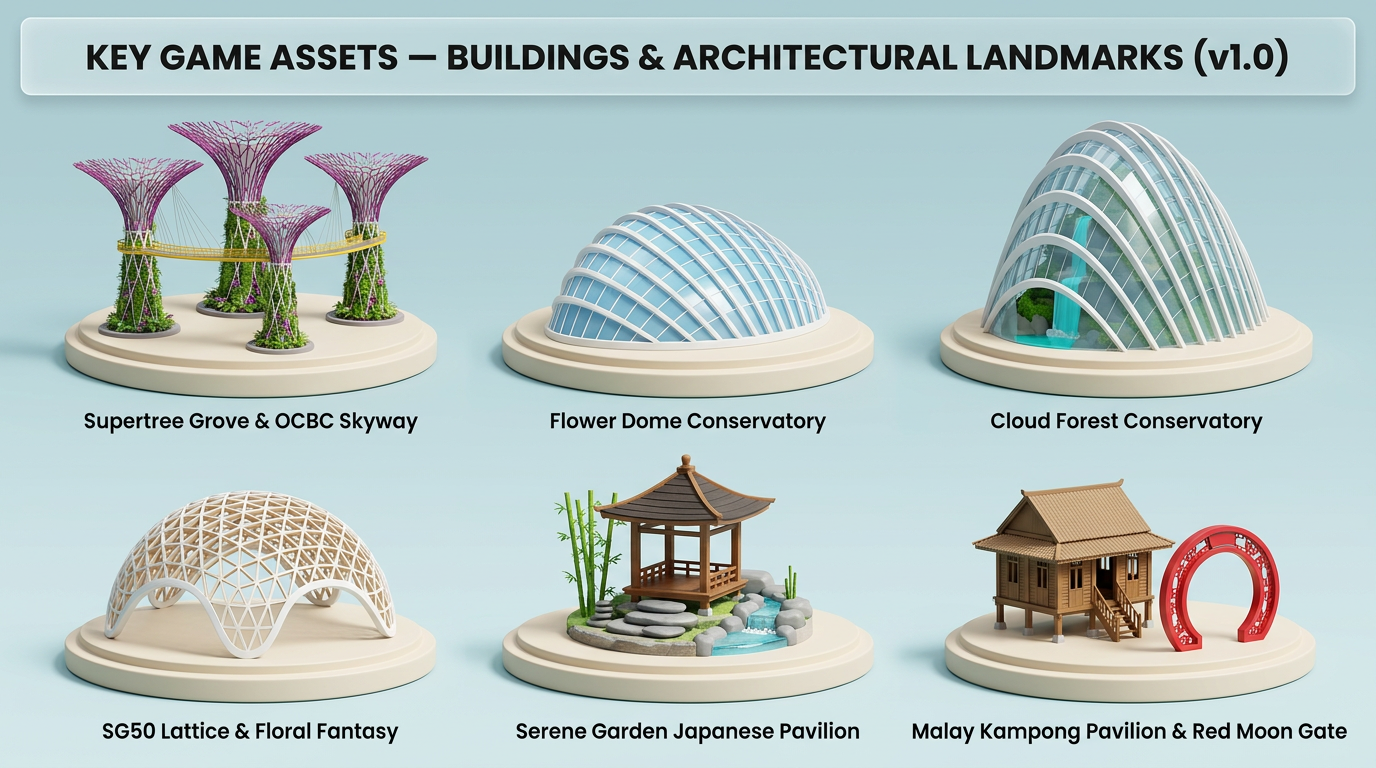 KEY GAME ASSETS — BUILDINGS & ARCHITECTURAL LANDMARKS (v1.0)
Supertree Grove & OCBC Skyway
Flower Dome Conservatory
Cloud Forest Conservatory
SG50 Lattice & Floral Fantasy
Serene Garden Japanese Pavilion
Malay Kampong Pavilion & Red Moon Gate